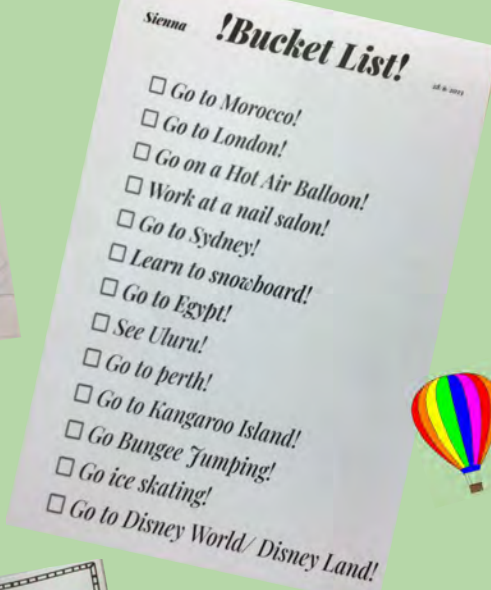 Sienna
!Bucket List!
☐ Go to Morocco!
☐ Go to London!
☐ Go on a Hot Air Balloon!
☐ Work at a nail salon!
☐ Go to Sydney!
☐ Learn to snowboard!
☐ Go to Egypt!
☐ See Uluru!
☐ Go to perth!
☐ Go to Kangaroo Island!
☐ Go Bungee Jumping!
☐ Go ice skating!
☐ Go to Disney World/ Disney Land!